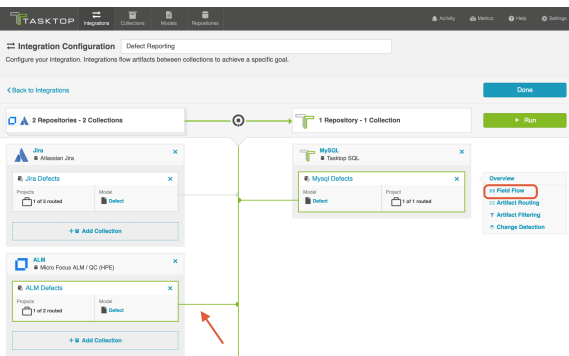 TASKTOP
Integrations
Collections
Models
Repositories
Activity
Metrics
Help
Settings
Integration Configuration
Defect Reporting
Configure your integration. Integrations flow artifacts between collections to achieve a specific goal.
Back to Integrations
Done
2 Repositories - 2 Collections
1 Repository - 1 Collection
Run
Jira
Atlassian Jira
Jira Defects
Projects
1 of 3 routed
Model
Defect
+ Add Collection
ALM
Micro Focus ALM / QC (HPE)
ALM Defects
Projects
1 of 2 routed
Model
Defect
+ Add Collection
MySQL
Tasktop SQL
Mysql Defects
Model
Defect
Project
1 of 1 routed
Overview
Field Flow
Artifact Routing
Artifact Filtering
Change Detection